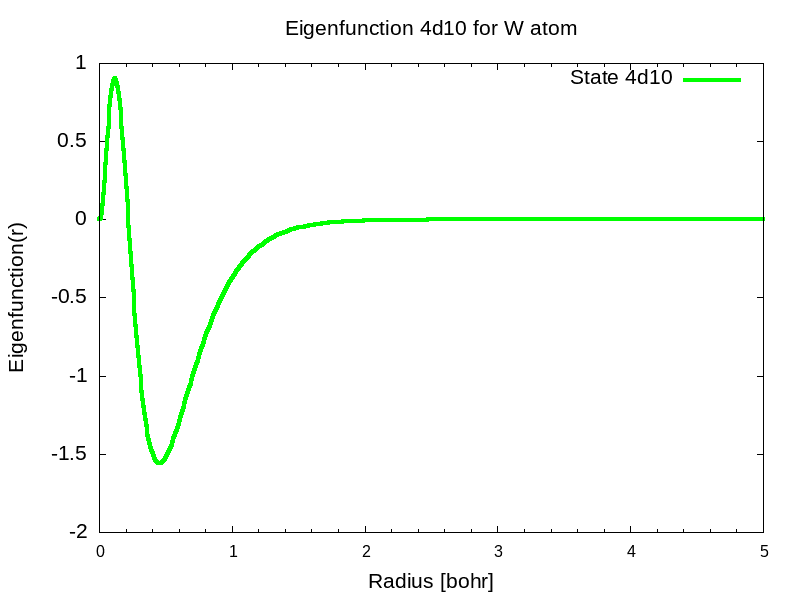 Eigenfunction 4d10 for W atom
State 4d10
1
0.5
0
-0.5
-1
-1.5
-2
Eigenfunction(r)
0 1 2 3 4 5
Radius [bohr]